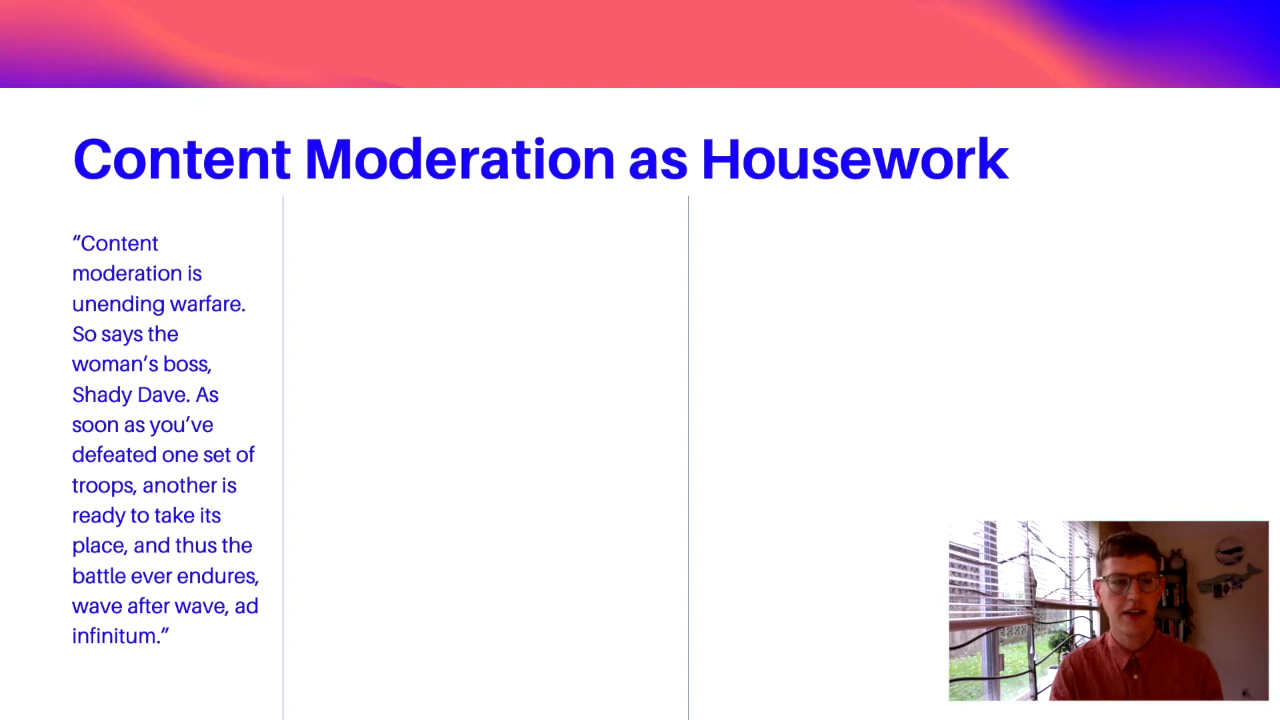 Content Moderation as Housework
“Content
moderation is
unending warfare.
So says the
woman’s boss,
Shady Dave. As
soon as you’ve
defeated one set of
troops, another is
ready to take its
place, and thus the
battle ever endures,
wave after wave, ad
infinitum.”